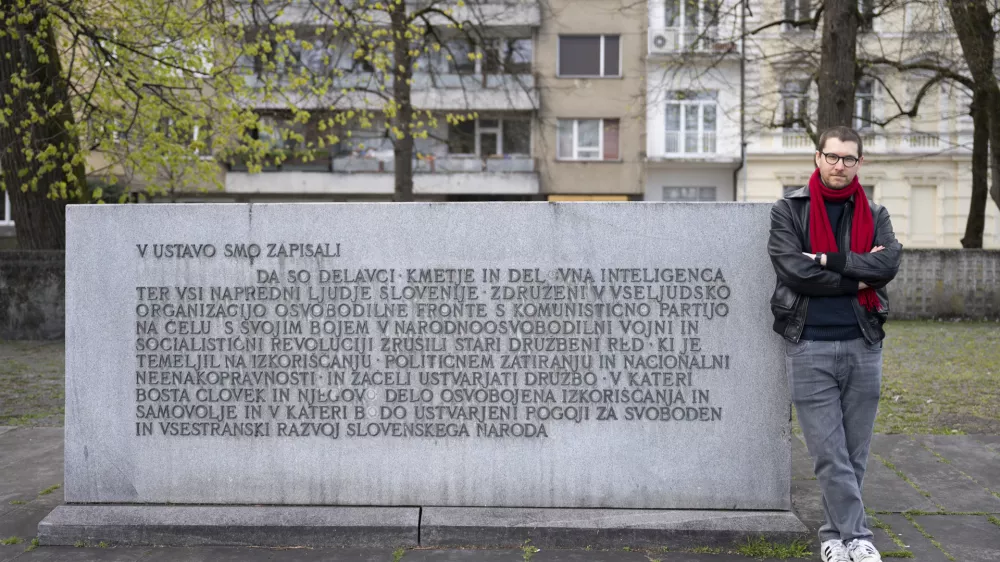 V USTAVO SMO ZAPISALI
DA SO DELAVCI · KMETJE IN DEL VNA INTELIGENCA
TER VSI NAPREDNI LJUDJE SLOVENIJE · ZDRUŽENI V VSELJUDSKO
ORGANIZACIJO OSVOBODILNE FRONTE S KOMUNISTIČNO PARTIJO
NA ČELU · S SVOJIM BOJEM V NARODNOOSVOBODILNI VOJNI IN
SOCIALISTIČNI REVOLUCIJI ZRUŠILI STARI DRUŽBENI RED · KI JE
TEMELJIL NA IZKORIŠČANJU · POLITIČNEM ZATIRANJU IN NACIONALNI
NEENAKOPRAVNOSTI · IN ZAČELI USTVARJATI DRUŽBO · V KATERI
BOSTA ČLOVEK IN NJEGOV DELO OSVOBOJENA IZKORIŠČANJA IN
SAMOVOLJE IN V KATERI B DO USTVARJENI POGOJI ZA SVOBODEN
IN VSESTRANSKI RAZVOJ SLOVENSKEGA NARODA